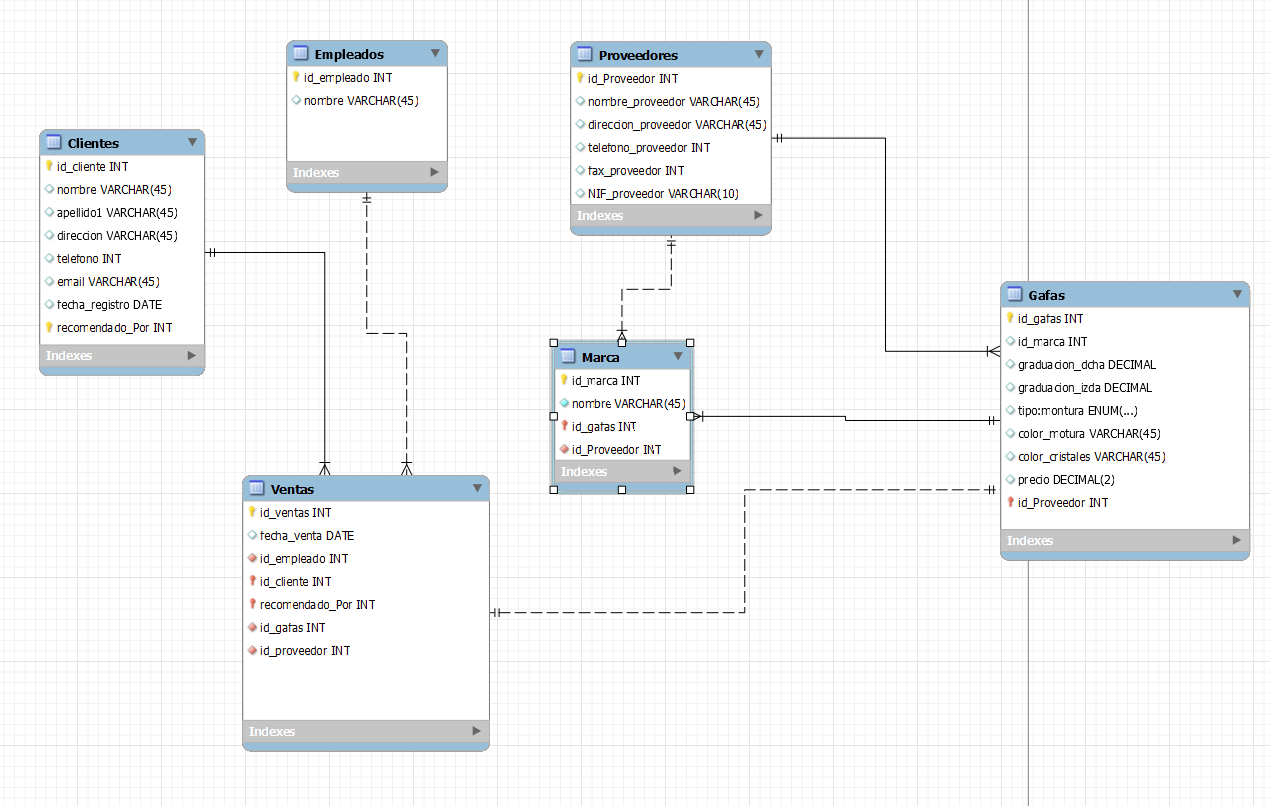 Empleados
id_empleado INT
nombre VARCHAR(45)
Indexes
Proveedores
id_Proveedor INT
nombre_proveedor VARCHAR(45)
direccion_proveedor VARCHAR(45)
telefono_proveedor INT
fax_proveedor INT
NIF_proveedor VARCHAR(10)
Indexes
Clientes
id_cliente INT
nombre VARCHAR(45)
apellido1 VARCHAR(45)
direccion VARCHAR(45)
telefono INT
email VARCHAR(45)
fecha_registro DATE
recomendado_Por INT
Indexes
Gafas
id_gafas INT
id_marca INT
graduacion_dcha DECIMAL
graduacion_izda DECIMAL
tipo:montura ENUM(...)
color_motura VARCHAR(45)
color_cristales VARCHAR(45)
precio DECIMAL(2)
id_Proveedor INT
Indexes
Marca
id_marca INT
nombre VARCHAR(45)
id_gafas INT
id_Proveedor INT
Indexes
Ventas
id_ventas INT
fecha_venta DATE
id_empleado INT
id_cliente INT
recomendado_Por INT
id_gafas INT
id_proveedor INT
Indexes